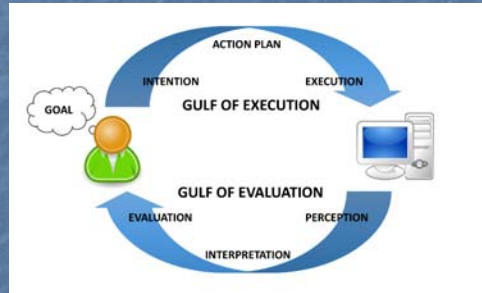 ACTION PLAN
INTENTION
EXECUTION
GOAL
GULF OF EXECUTION
GULF OF EVALUATION
EVALUATION
PERCEPTION
INTERPRETATION